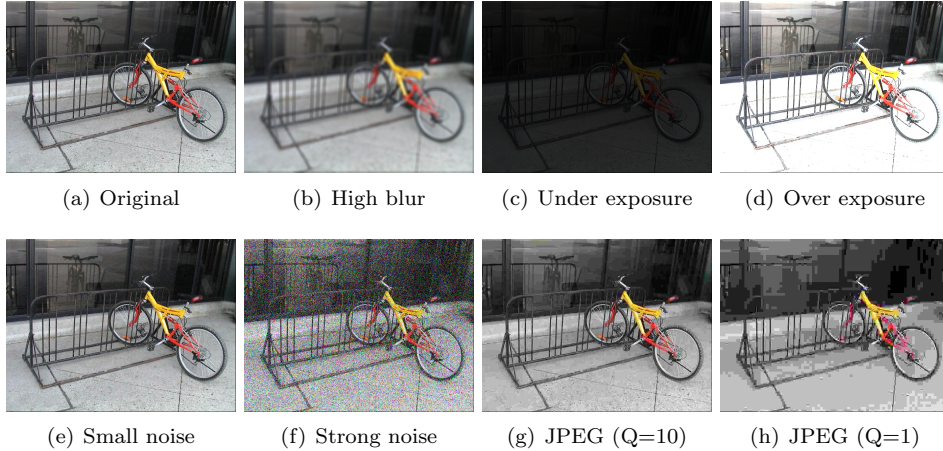 (a) Original
(b) High blur
(c) Under exposure
(d) Over exposure
(e) Small noise
(f) Strong noise
(g) JPEG (Q=10)
(h) JPEG (Q=1)